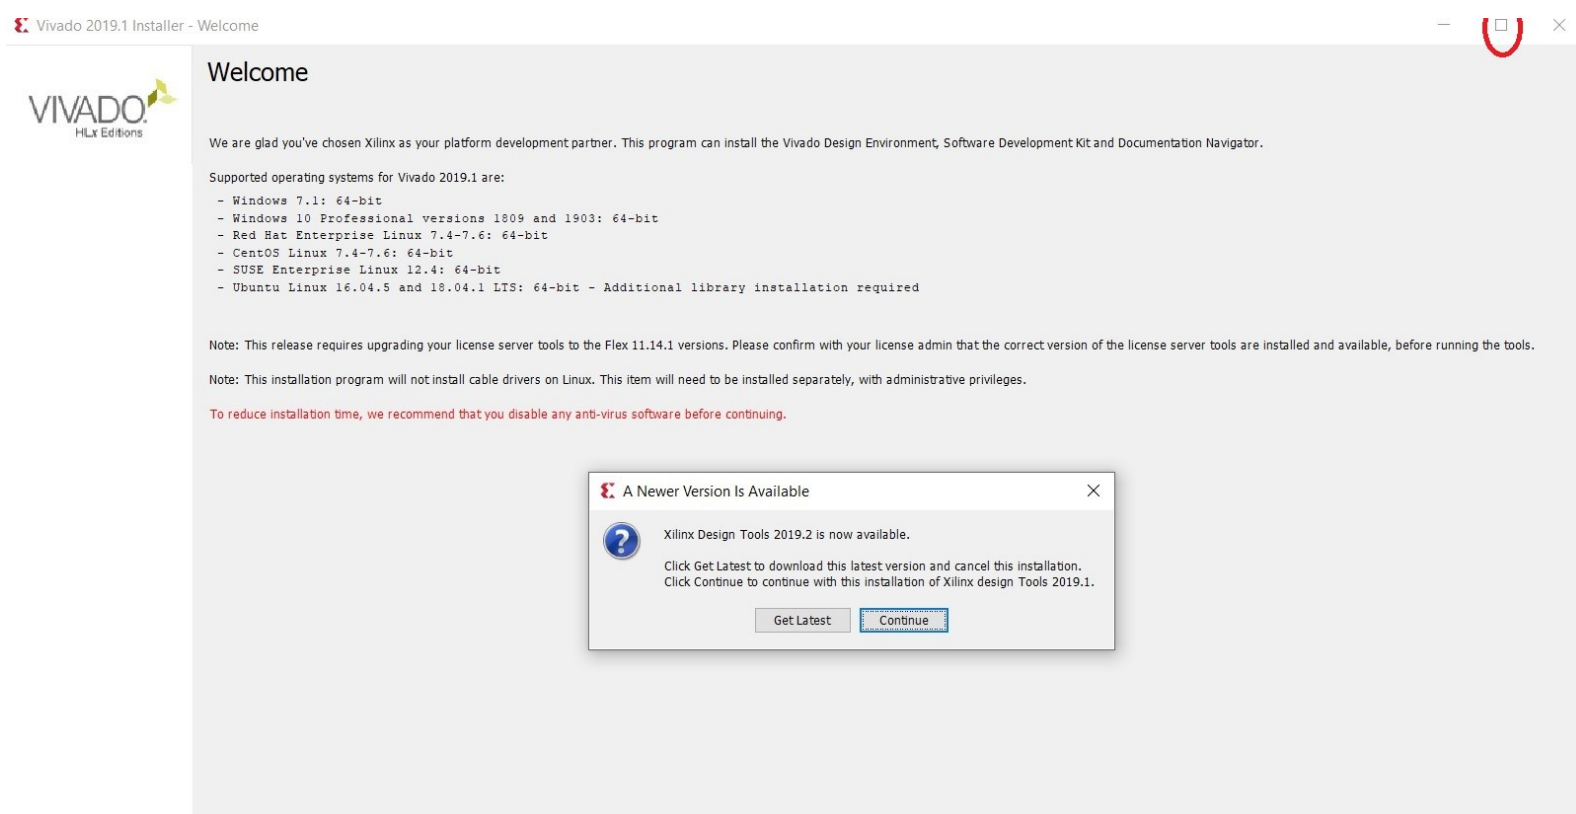 Vivado 2019.1 Installer - Welcome
VIVADO.
HLx Editions
Welcome
We are glad you've chosen Xilinx as your platform development partner. This program can install the Vivado Design Environment, Software Development Kit and Documentation Navigator.
Supported operating systems for Vivado 2019.1 are:
- Windows 7.1: 64-bit
- Windows 10 Professional versions 1809 and 1903: 64-bit
- Red Hat Enterprise Linux 7.4-7.6: 64-bit
- CentOS Linux 7.4-7.6: 64-bit
- SUSE Enterprise Linux 12.4: 64-bit
- Ubuntu Linux 16.04.5 and 18.04.1 LTS: 64-bit - Additional library installation required
Note: This release requires upgrading your license server tools to the Flex 11.14.1 versions. Please confirm with your license admin that the correct version of the license server tools are installed and available, before running the tools.
Note: This installation program will not install cable drivers on Linux. This item will need to be installed separately, with administrative privileges.
To reduce installation time, we recommend that you disable any anti-virus software before continuing.
A Newer Version Is Available
Xilinx Design Tools 2019.2 is now available.
Click Get Latest to download this latest version and cancel this installation.
Click Continue to continue with this installation of Xilinx design Tools 2019.1.
Get Latest
Continue